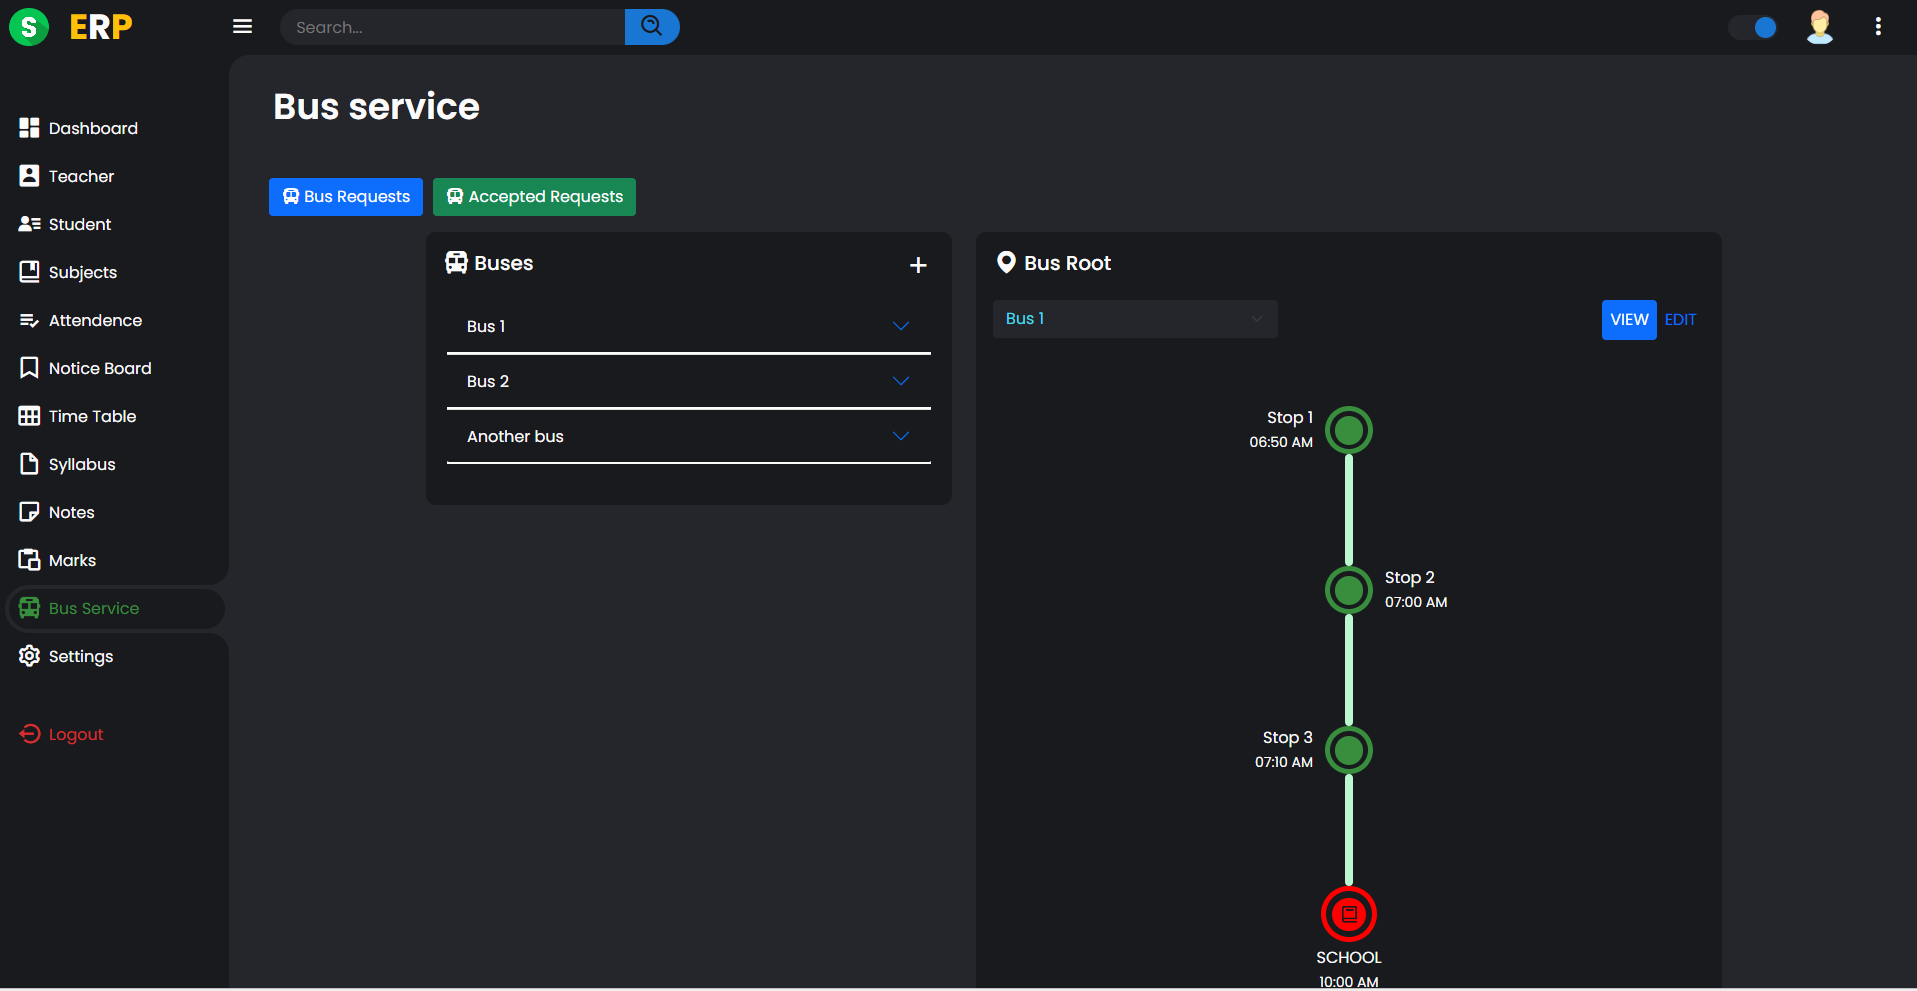 S ERP
Search...
Dashboard
Teacher
Student
Subjects
Attendence
Notice Board
Time Table
Syllabus
Notes
Marks
Bus Service
Settings
Logout
Bus service
Bus Requests
Accepted Requests
Buses
+
Bus 1
Bus 2
Another bus
Bus Root
Bus 1
VIEW EDIT
Stop 1
06:50 AM
Stop 2
07:00 AM
Stop 3
07:10 AM
SCHOOL
10:00 AM